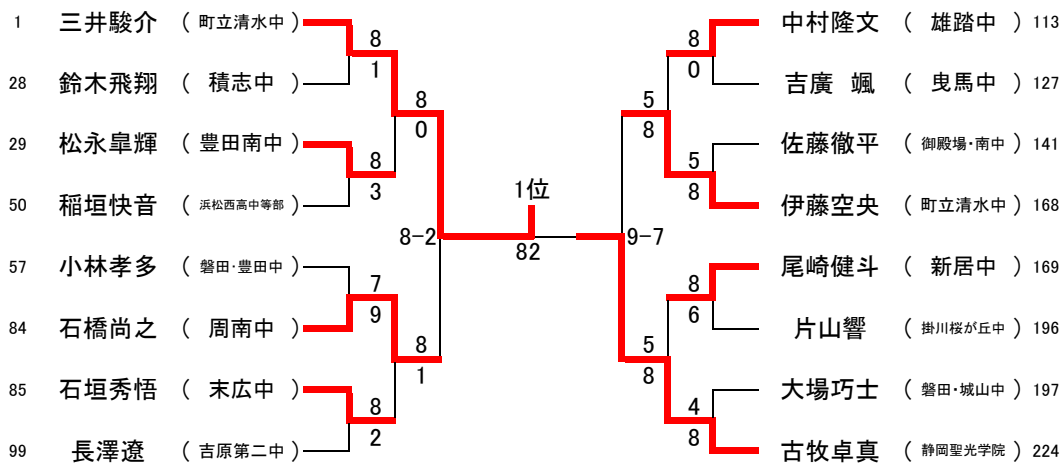 1 三井駿介 ( 町立清水中 )
28 鈴木飛翔 ( 積志中 )
29 松永皐輝 ( 豊田南中 )
50 稲垣快音 ( 浜松西高中等部 )
57 小林孝多 ( 磐田・豊田中 )
84 石橋尚之 ( 周南中 )
85 石垣秀悟 ( 末広中 )
99 長澤遼 ( 吉原第二中 )
8
1
8
3
7
9
8
2
8
0
8
1
8-2
1位
82
9-7
5
8
5
8
8
0
5
8
8
6
4
8
中村隆文 ( 雄踏中 ) 113
吉廣 颯 ( 曳馬中 ) 127
佐藤徹平 ( 御殿場・南中 ) 141
伊藤空央 ( 町立清水中 ) 168
尾崎健斗 ( 新居中 ) 169
片山響 ( 掛川桜が丘中 ) 196
大場巧士 ( 磐田・城山中 ) 197
古牧卓真 ( 静岡聖光学院 ) 224